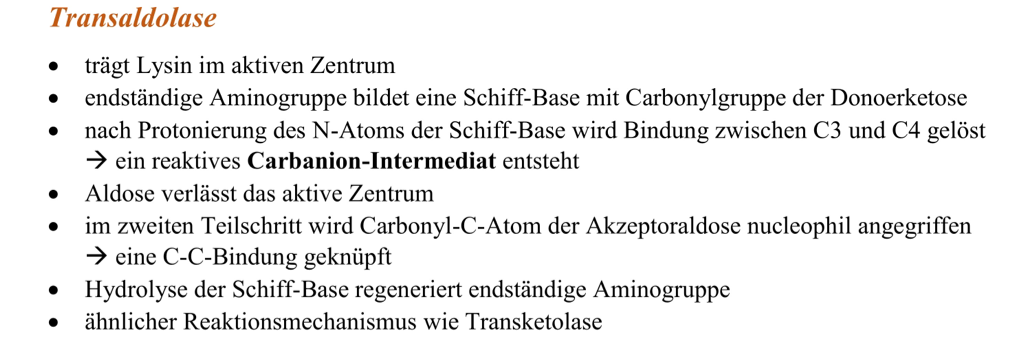 Transaldolase
• trägt Lysin im aktiven Zentrum
• endständige Aminogruppe bildet eine Schiff-Base mit Carbonylgruppe der Donoerketose
• nach Protonierung des N-Atoms der Schiff-Base wird Bindung zwischen C3 und C4 gelöst
→ ein reaktives Carbanion-Intermediat entsteht
• Aldose verlässt das aktive Zentrum
• im zweiten Teilschritt wird Carbonyl-C-Atom der Akzeptoraldose nucleophil angegriffen
→ eine C-C-Bindung geknüpft
• Hydrolyse der Schiff-Base regeneriert endständige Aminogruppe
• ähnlicher Reaktionsmechanismus wie Transketolase